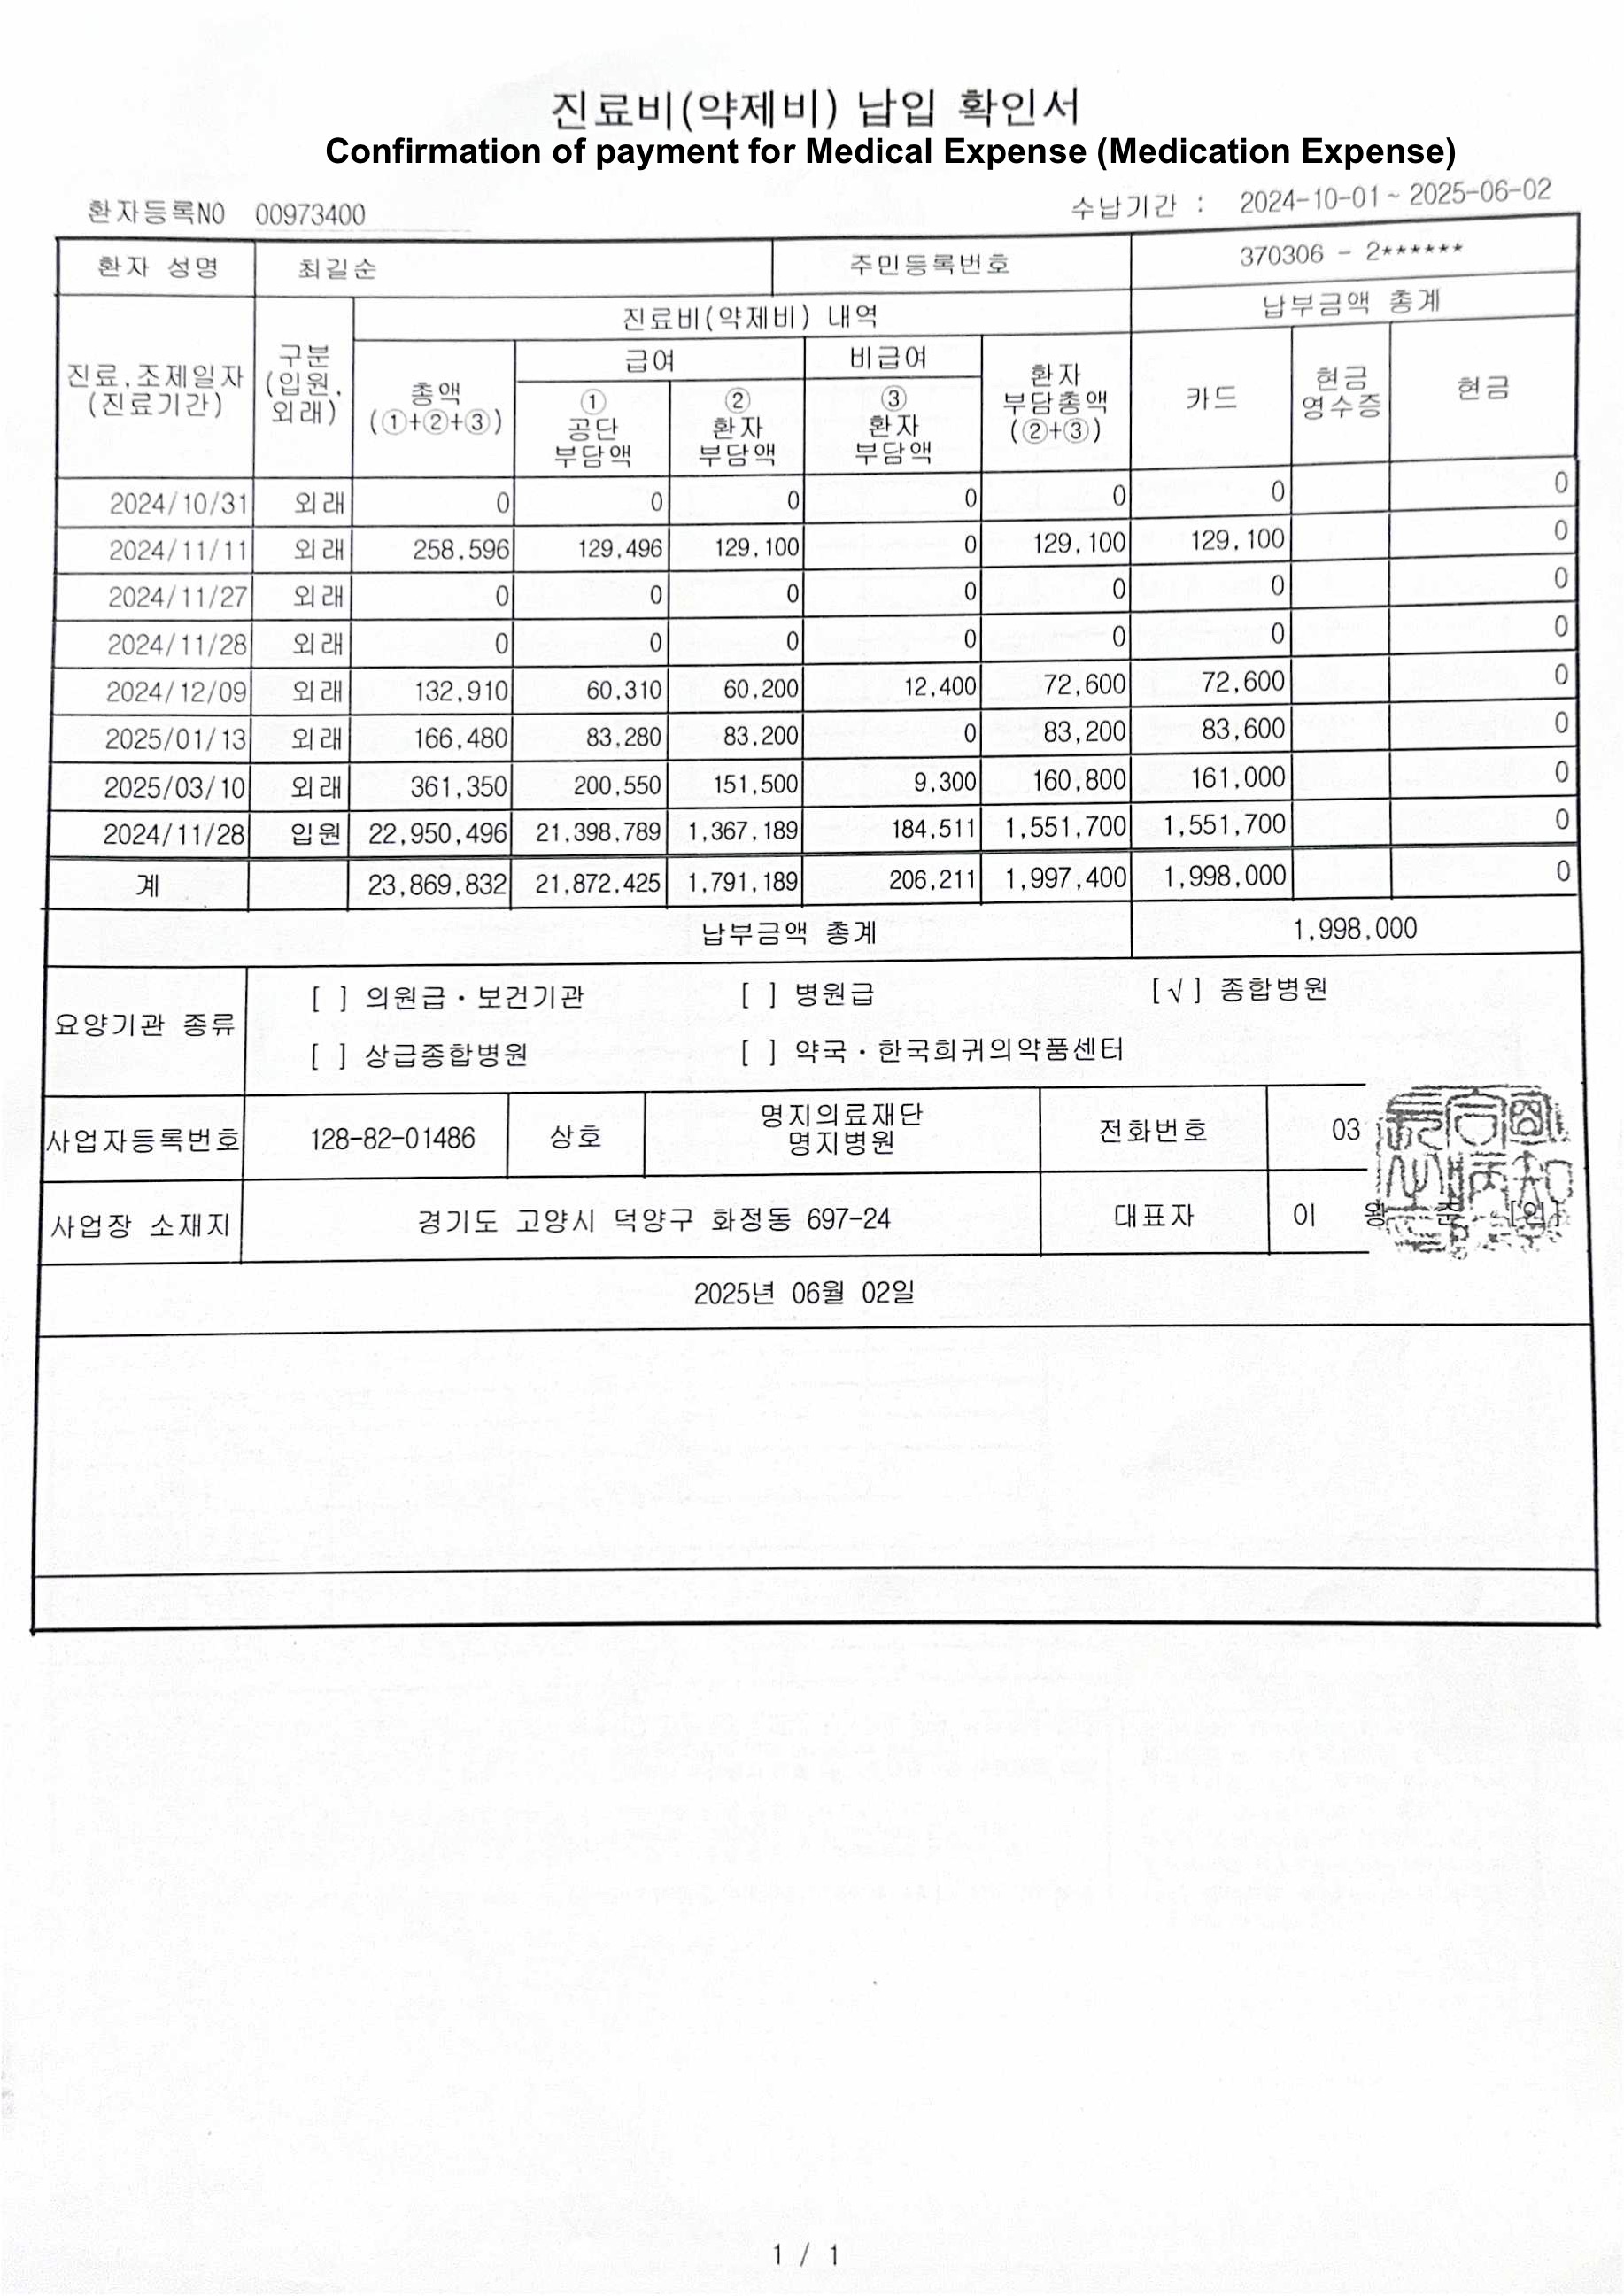 진료비(약제비) 납입 확인서
Confirmation of payment for Medical Expense (Medication Expense)
환자등록NO 00973400 수납기간 : 2024-10-01 ~ 2025-06-02
환자 성명 최길순 주민등록번호 370306 - 2******
진료비(약제비) 내역 납부금액 총계
진료,조제일자 (진료기간) 구분 (입원, 외래) 총액 (①+②+③) 급여 ① 공단 부담액 ② 환자 부담액 비급여 ③ 환자 부담액 환자 부담총액 (②+③) 카드 현금 영수증 현금
2024/10/31 외래 0 0 0 0 0 0 0
2024/11/11 외래 258,596 129,496 129,100 0 129,100 129,100 0
2024/11/27 외래 0 0 0 0 0 0 0
2024/11/28 외래 0 0 0 0 0 0 0
2024/12/09 외래 132,910 60,310 60,200 12,400 72,600 72,600 0
2025/01/13 외래 166,480 83,280 83,200 0 83,200 83,600 0
2025/03/10 외래 361,350 200,550 151,500 9,300 160,800 161,000 0
2024/11/28 입원 22,950,496 21,398,789 1,367,189 184,511 1,551,700 1,551,700 0
계 23,869,832 21,872,425 1,791,189 206,211 1,997,400 1,998,000 0
납부금액 총계 1,998,000
요양기관 종류 [ ] 의원급・보건기관 [ ] 병원급 [√] 종합병원
[ ] 상급종합병원 [ ] 약국・한국희귀의약품센터
사업자등록번호 128-82-01486 상호 명지의료재단 명지병원 전화번호 03
사업장 소재지 경기도 고양시 덕양구 화정동 697-24 대표자 이 왕 준 [인]
2025년 06월 02일
1 / 1